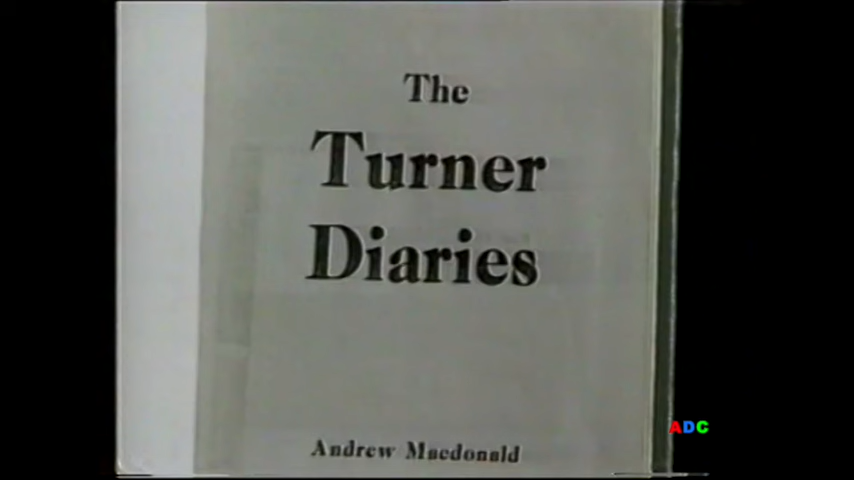 The
Turner
Diaries
ADC
Andrew Macdonald